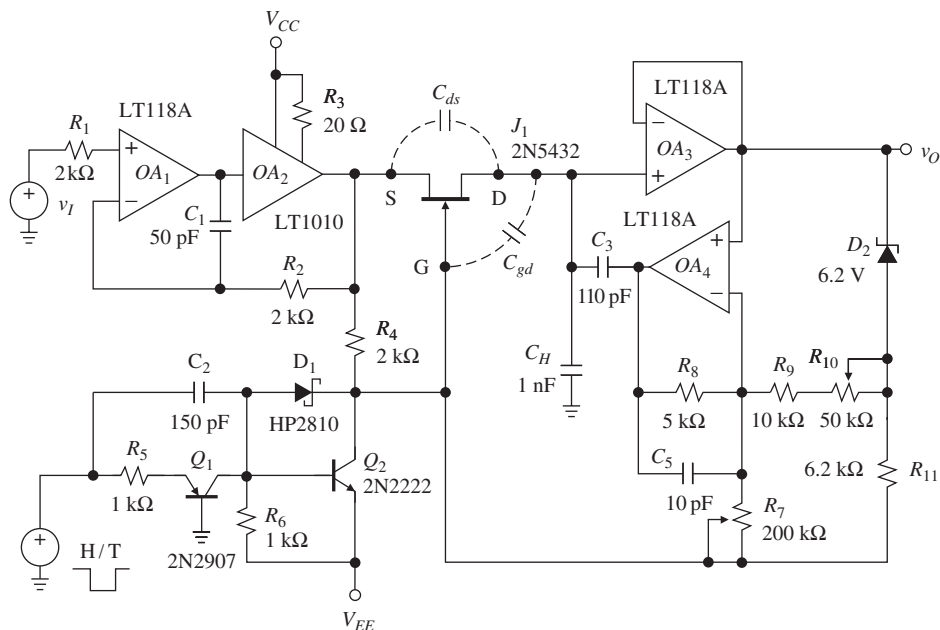 V_CC
LT118A
R_3
20 Ω
C_ds
J_1
2N5432
LT118A
R_1
2 kΩ
v_I
+
−
OA_1
OA_2
LT1010
C_1
50 pF
R_2
2 kΩ
S
D
G
C_gd
−
+
OA_3
v_O
LT118A
C_3
110 pF
+
−
OA_4
D_2
6.2 V
R_4
2 kΩ
C_H
1 nF
R_8
5 kΩ
R_9
10 kΩ
R_10
50 kΩ
C_2
150 pF
D_1
HP2810
C_5
10 pF
6.2 kΩ
R_11
R_5
1 kΩ
Q_1
2N2907
Q_2
2N2222
R_6
1 kΩ
R_7
200 kΩ
+
+
H/T
V_EE